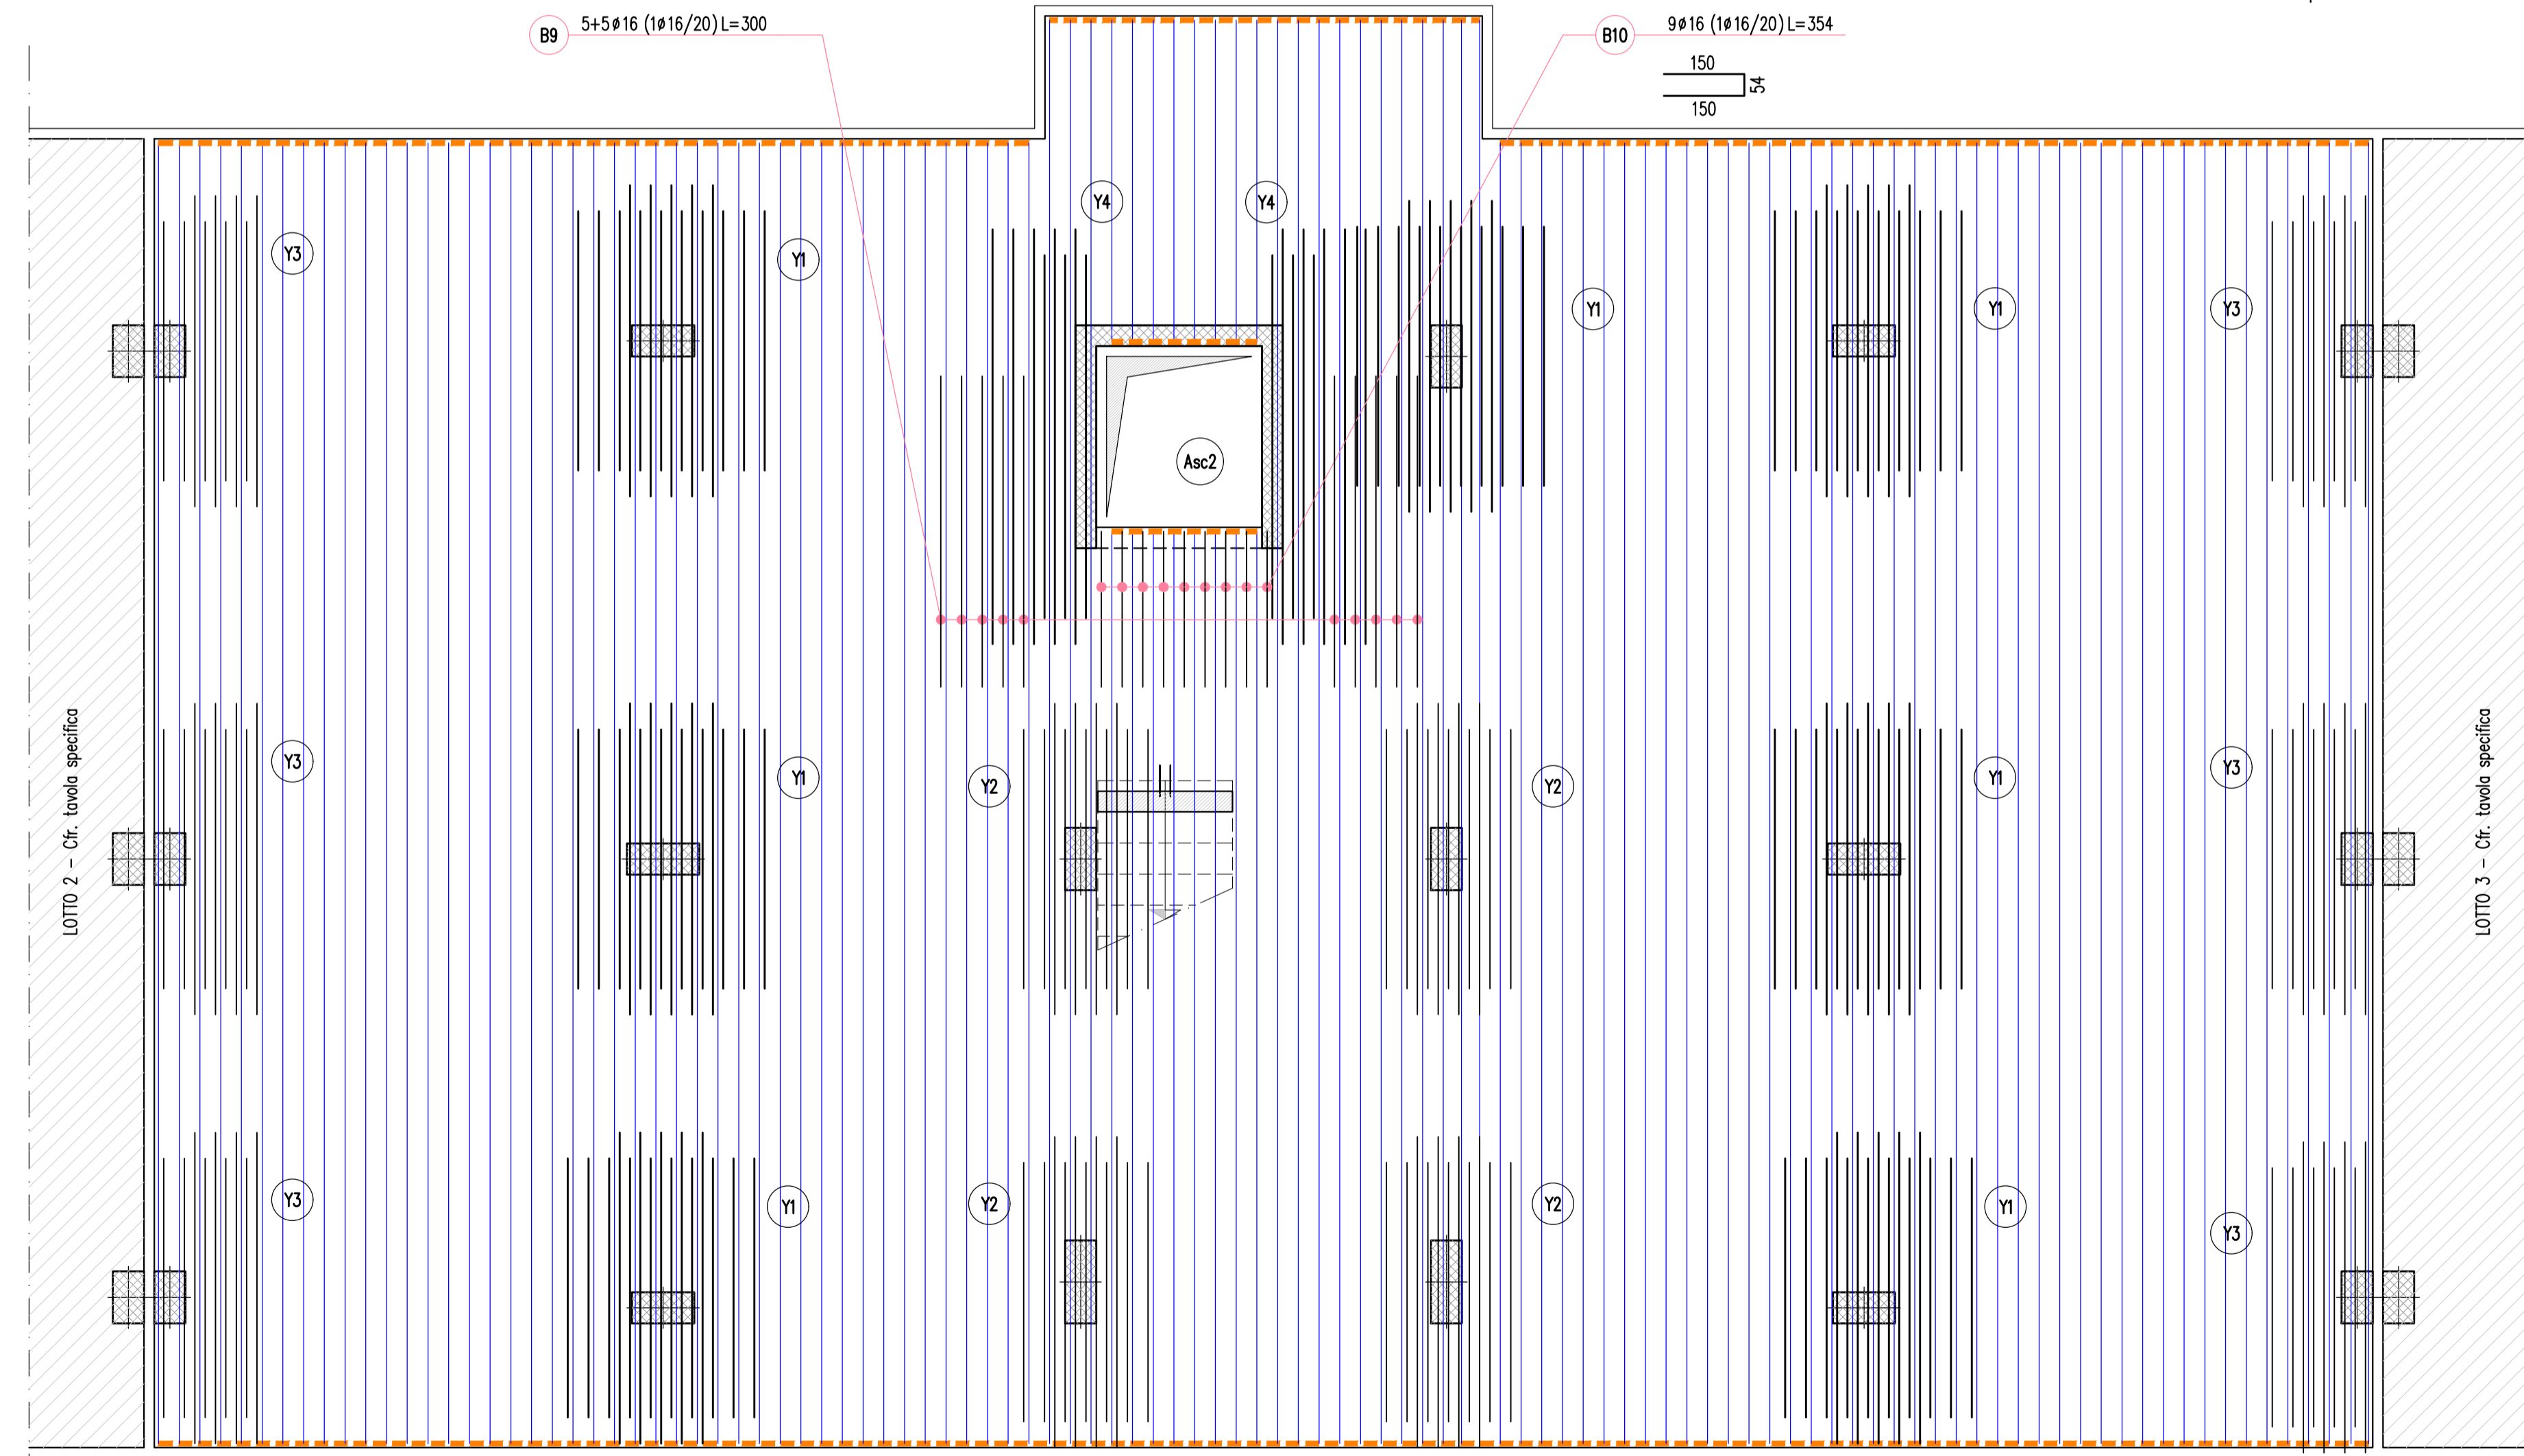 B9 5+5ø16 (1ø16/20) L=300
B10 9ø16 (1ø16/20) L=354
150
54
150
Y4
Y4
Y3
Y1
Y1
Y1
Y3
Asc2
LOTTO 2 - Cfr. tavola specifica
LOTTO 3 - Cfr. tavola specifica
Y3
Y1
Y2
Y2
Y1
Y3
Y3
Y1
Y2
Y2
Y1
Y3